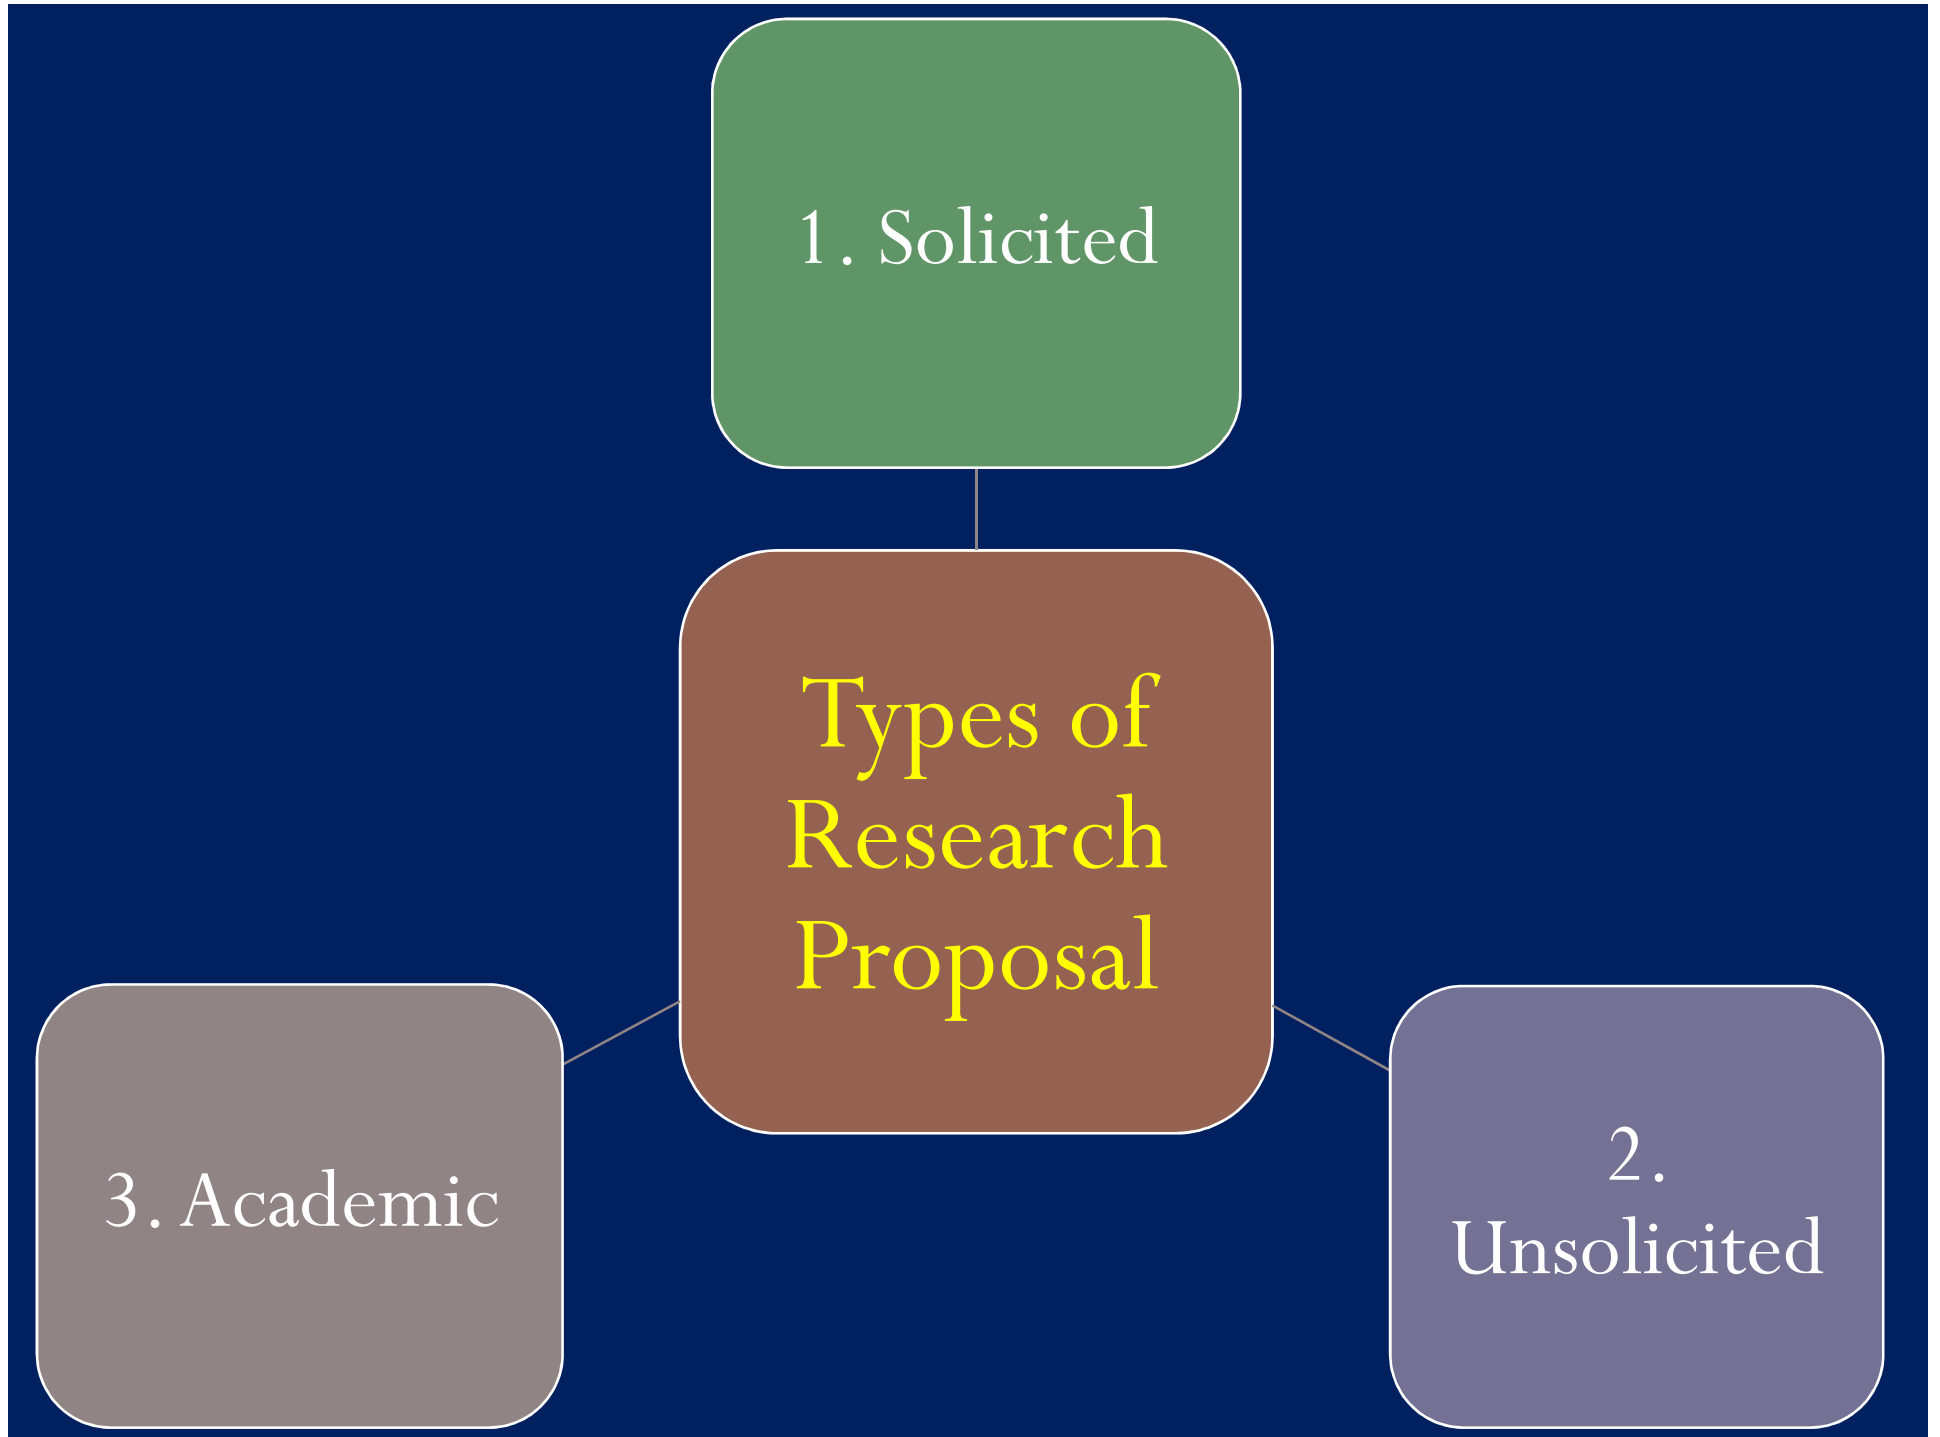 1. Solicited
Types of
Research
Proposal
2.
Unsolicited
3. Academic